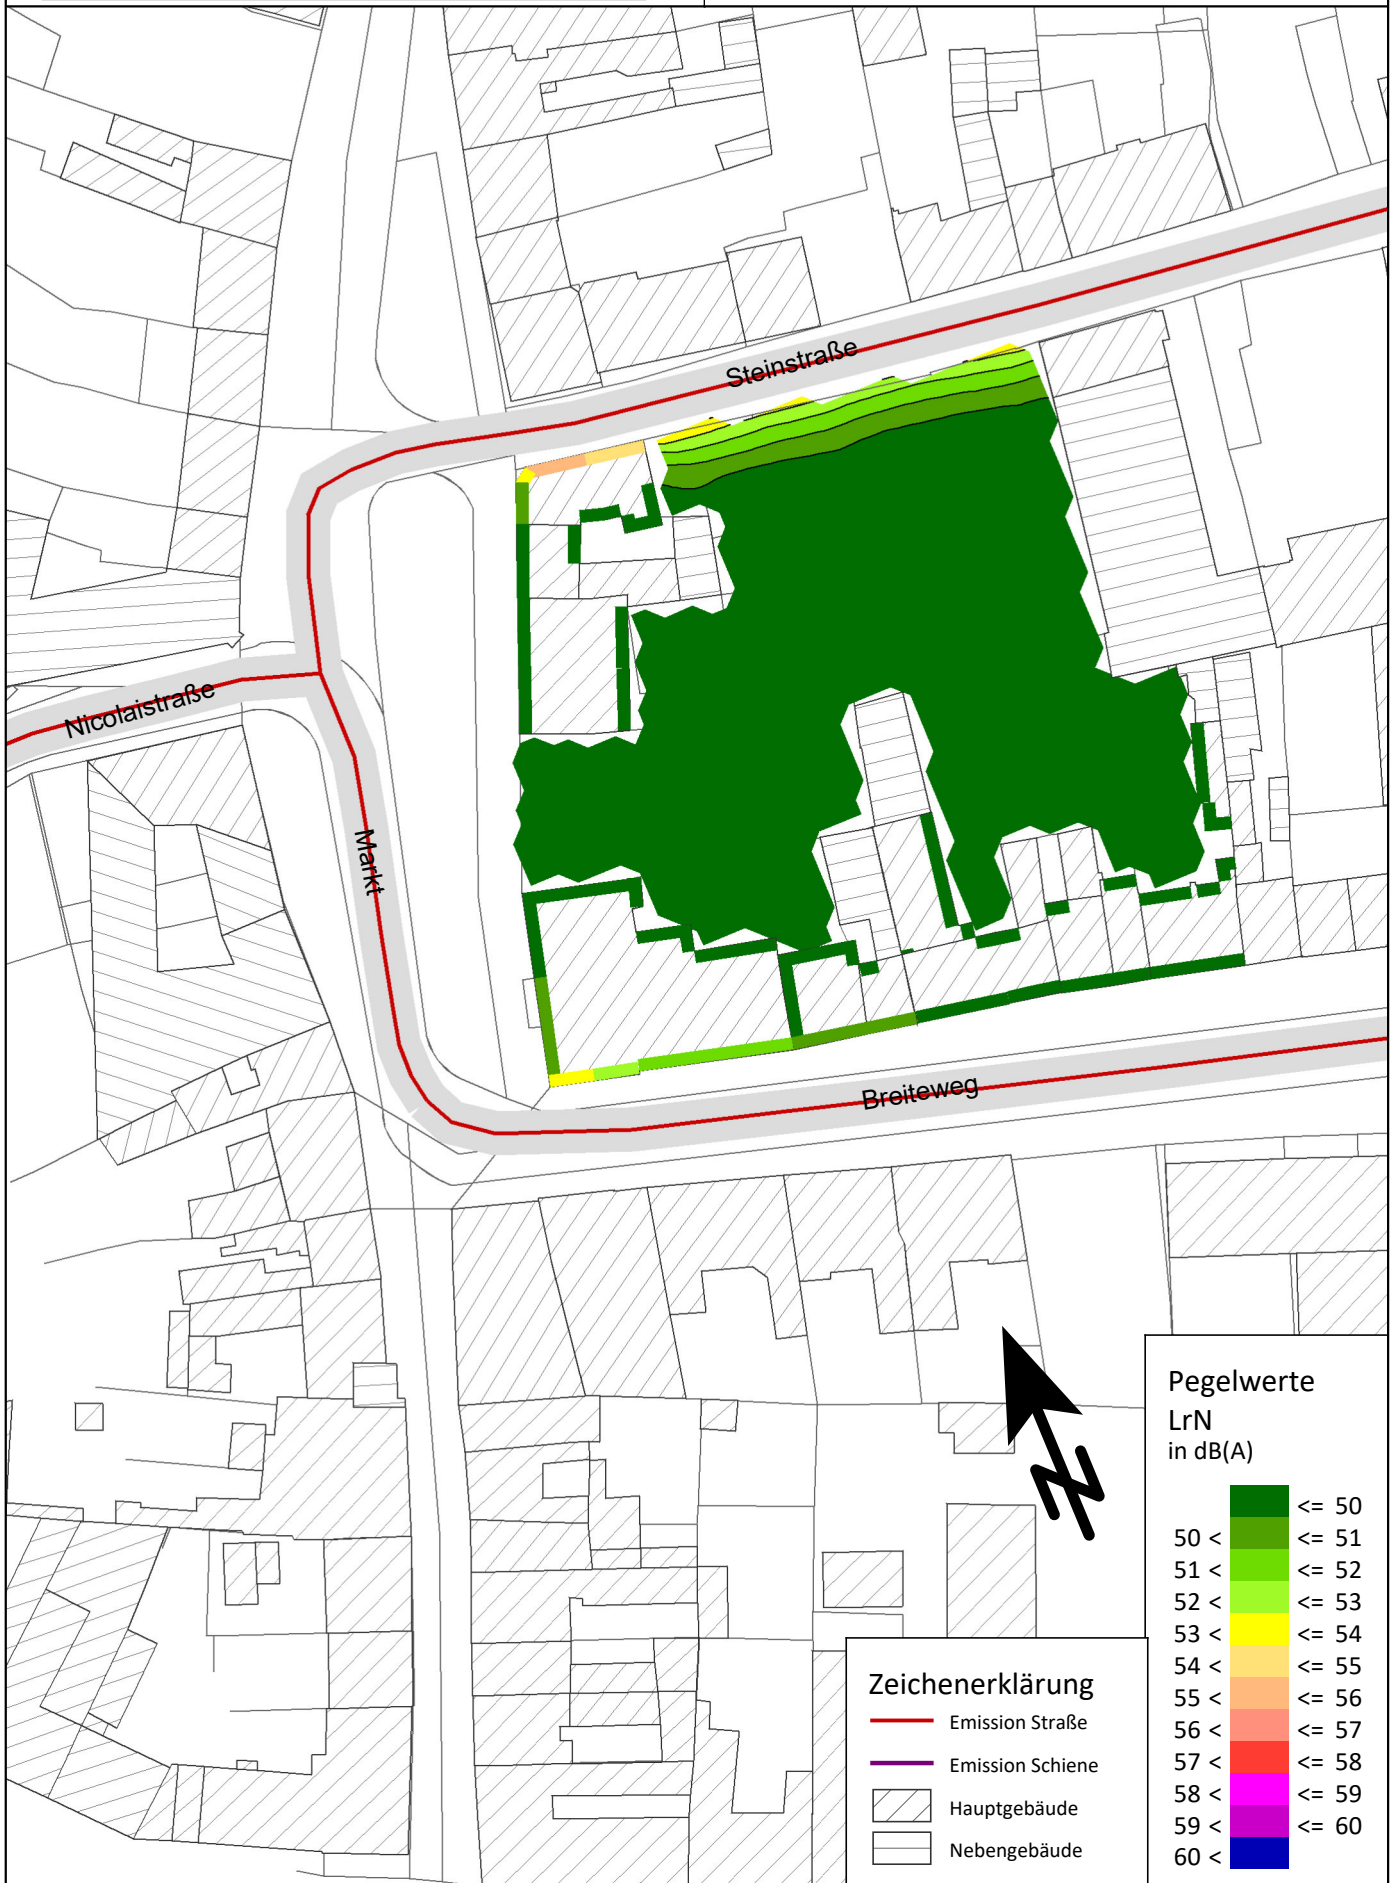 Steinstraße
Nicolaistraße
Markt
Breiteweg
Pegelwerte
LrN
in dB(A)
<= 50
50 < <= 51
51 < <= 52
52 < <= 53
53 < <= 54
54 < <= 55
55 < <= 56
56 < <= 57
57 < <= 58
58 < <= 59
59 < <= 60
60 <
Zeichenerklärung
Emission Straße
Emission Schiene
Hauptgebäude
Nebengebäude